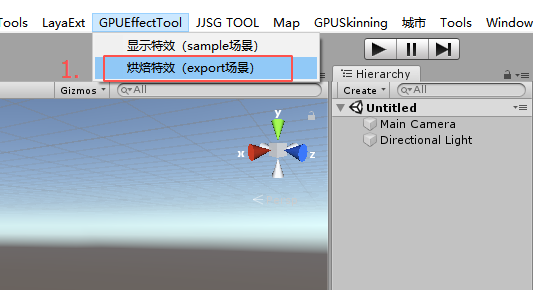 Tools LayaExt GPUEffectTool JJSG TOOL Map GPUSkinning 城市 Tools Window
显示特效（sample场景）
1. 烘焙特效（export场景）
Gizmos All
Hierarchy
Create All
Untitled
Main Camera
Directional Light
y
x z